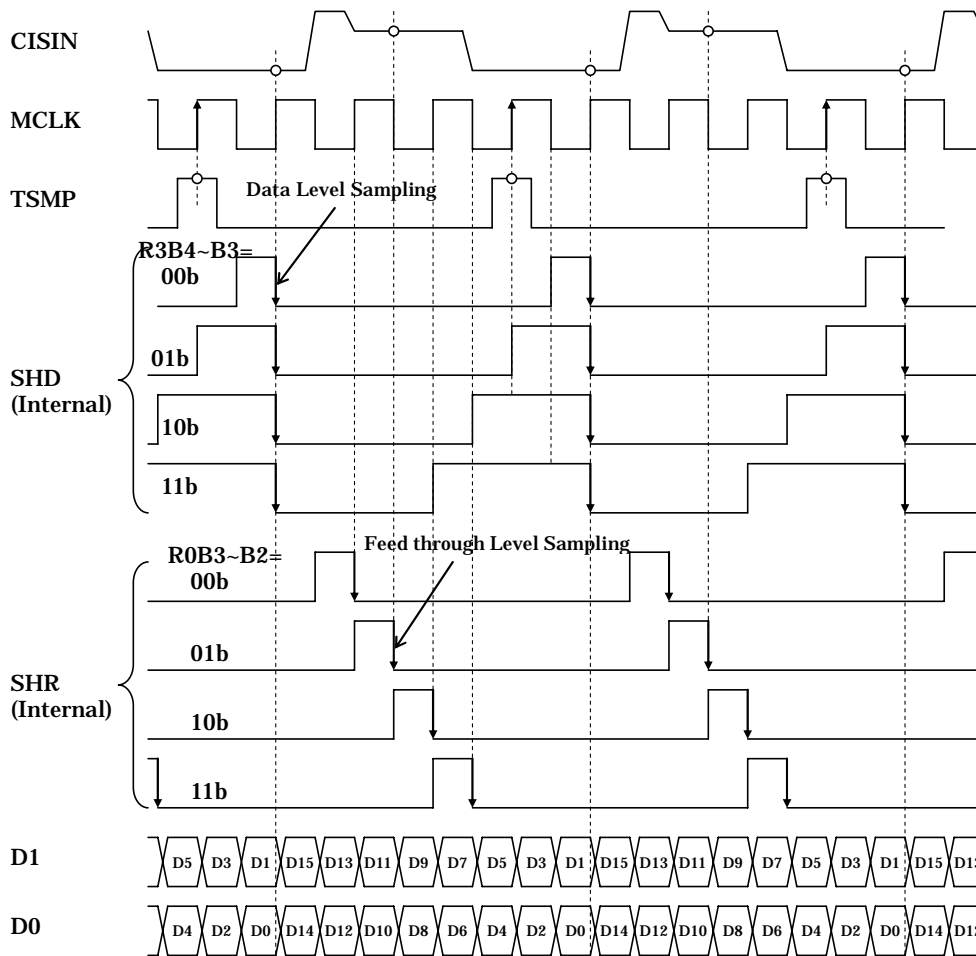 CISIN
MCLK
TSMP
Data Level Sampling
R3B4~B3=
00b
01b
SHD
(Internal)
10b
11b
Feed through Level Sampling
R0B3~B2=
00b
01b
SHR
(Internal)
10b
11b
D1 D5 D3 D1 D15 D13 D11 D9 D7 D5 D3 D1 D15 D13 D11 D9 D7 D5 D3 D1 D15 D13
D0 D4 D2 D0 D14 D12 D10 D8 D6 D4 D2 D0 D14 D12 D10 D8 D6 D4 D2 D0 D14 D12